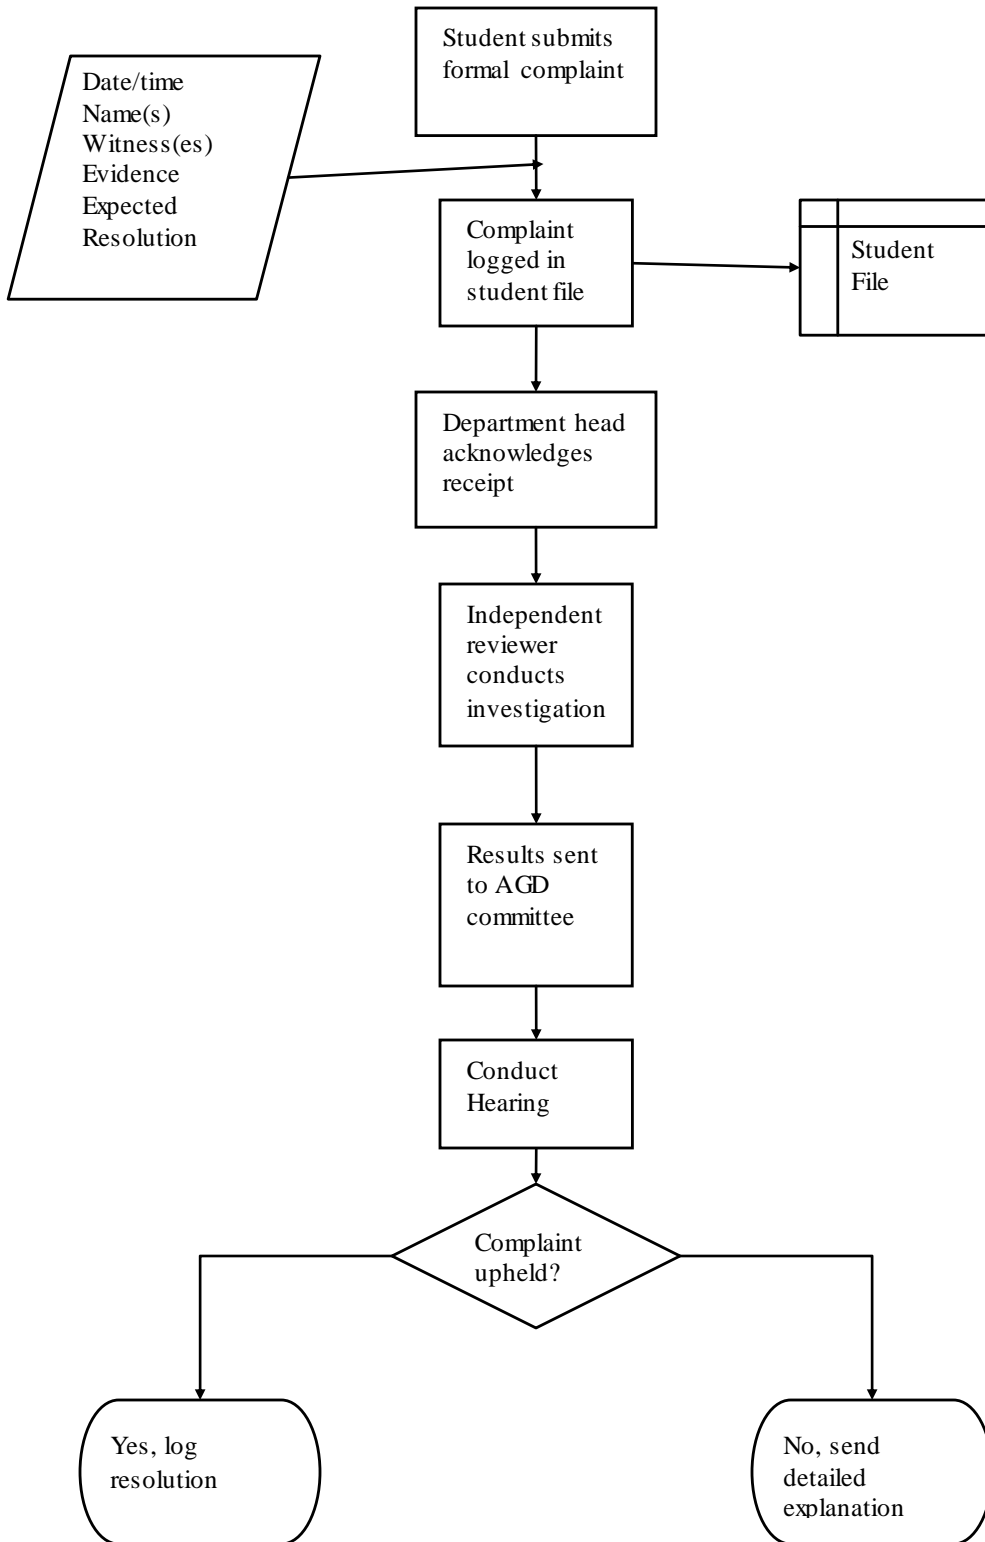 Student submits
formal complaint
Date/time
Name(s)
Witness(es)
Evidence
Expected
Resolution
Complaint
logged in
student file
Student
File
Department head
acknowledges
receipt
Independent
reviewer
conducts
investigation
Results sent
to AGD
committee
Conduct
Hearing
Complaint
upheld?
Yes, log
resolution
No, send
detailed
explanation